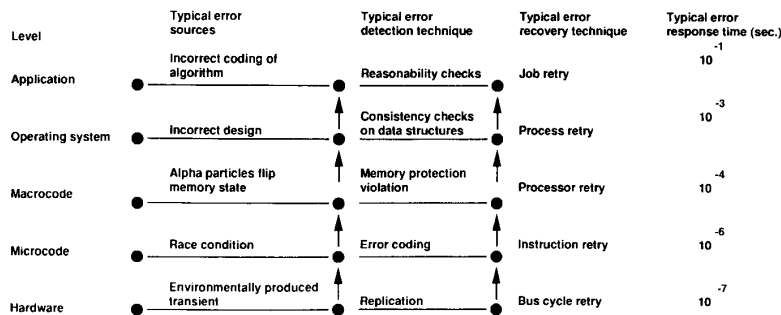 Level
Typical error
sources
Typical error
detection technique
Typical error
recovery technique
Typical error
response time (sec.)
Application
Incorrect coding of
algorithm
Reasonability checks
Job retry
10 -1
Operating system
Incorrect design
Consistency checks
on data structures
Process retry
10 -3
Macrocode
Alpha particles flip
memory state
Memory protection
violation
Processor retry
10 -4
Microcode
Race condition
Error coding
Instruction retry
10 -6
Hardware
Environmentally produced
transient
Replication
Bus cycle retry
10 -7